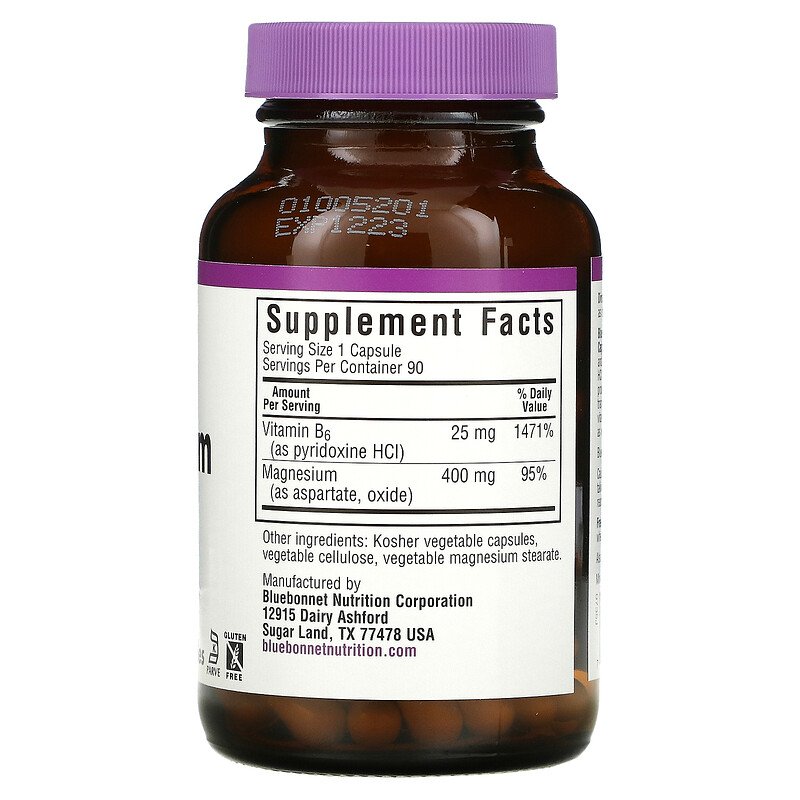 01005201
EXP1223
Supplement Facts
Serving Size 1 Capsule
Servings Per Container 90
Amount Per Serving
% Daily Value
Vitamin B6 25 mg 1471%
(as pyridoxine HCl)
Magnesium 400 mg 95%
(as aspartate, oxide)
Other ingredients: Kosher vegetable capsules,
vegetable cellulose, vegetable magnesium stearate.
Manufactured by
Bluebonnet Nutrition Corporation
12915 Dairy Ashford
Sugar Land, TX 77478 USA
bluebonnetnutrition.com
K
PARVE
GLUTEN
FREE